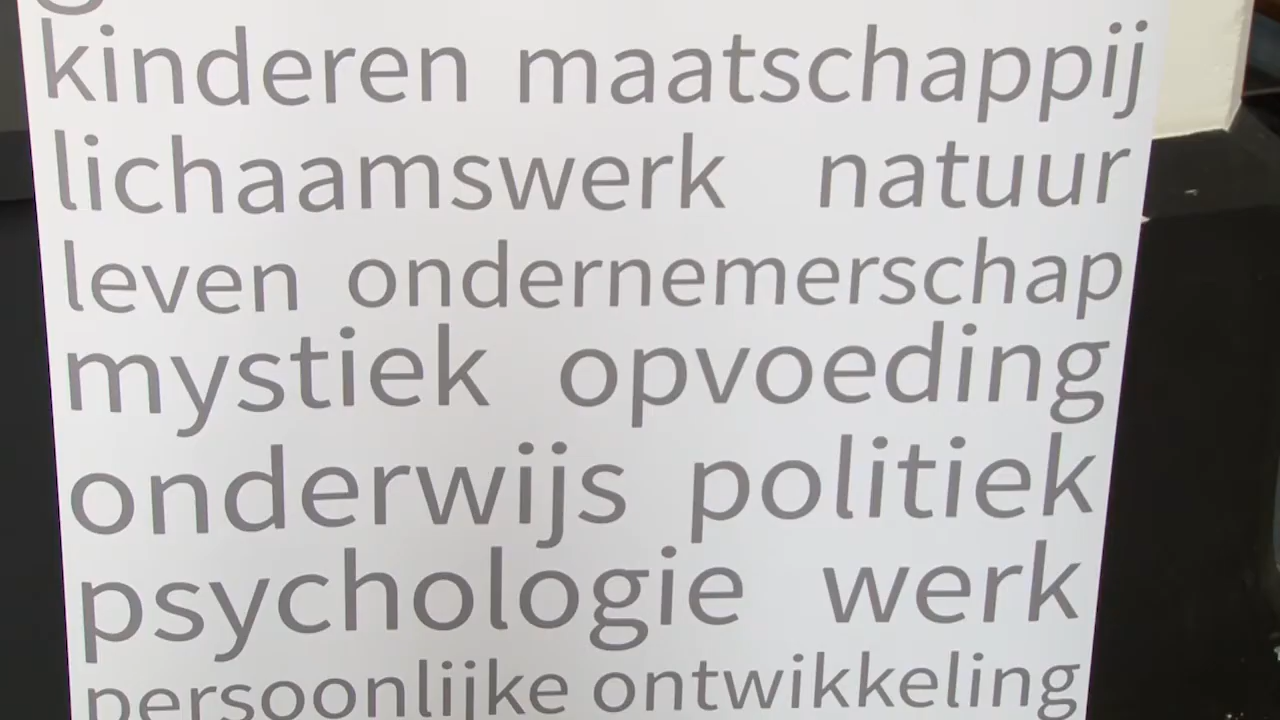 kinderen maatschappij
lichaamswerk natuur
leven ondernemerschap
mystiek opvoeding
onderwijs politiek
psychologie werk
persoonlijke ontwikkeling